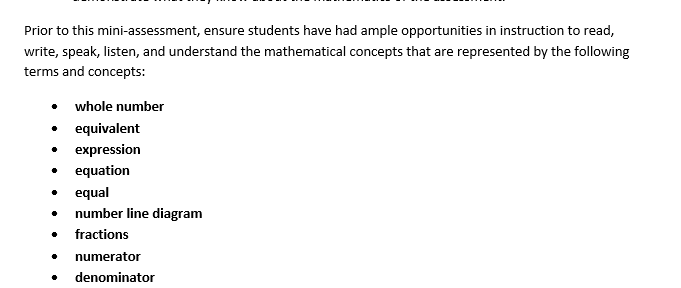 Prior to this mini-assessment, ensure students have had ample opportunities in instruction to read,
write, speak, listen, and understand the mathematical concepts that are represented by the following
terms and concepts:
• whole number
• equivalent
• expression
• equation
• equal
• number line diagram
• fractions
• numerator
• denominator